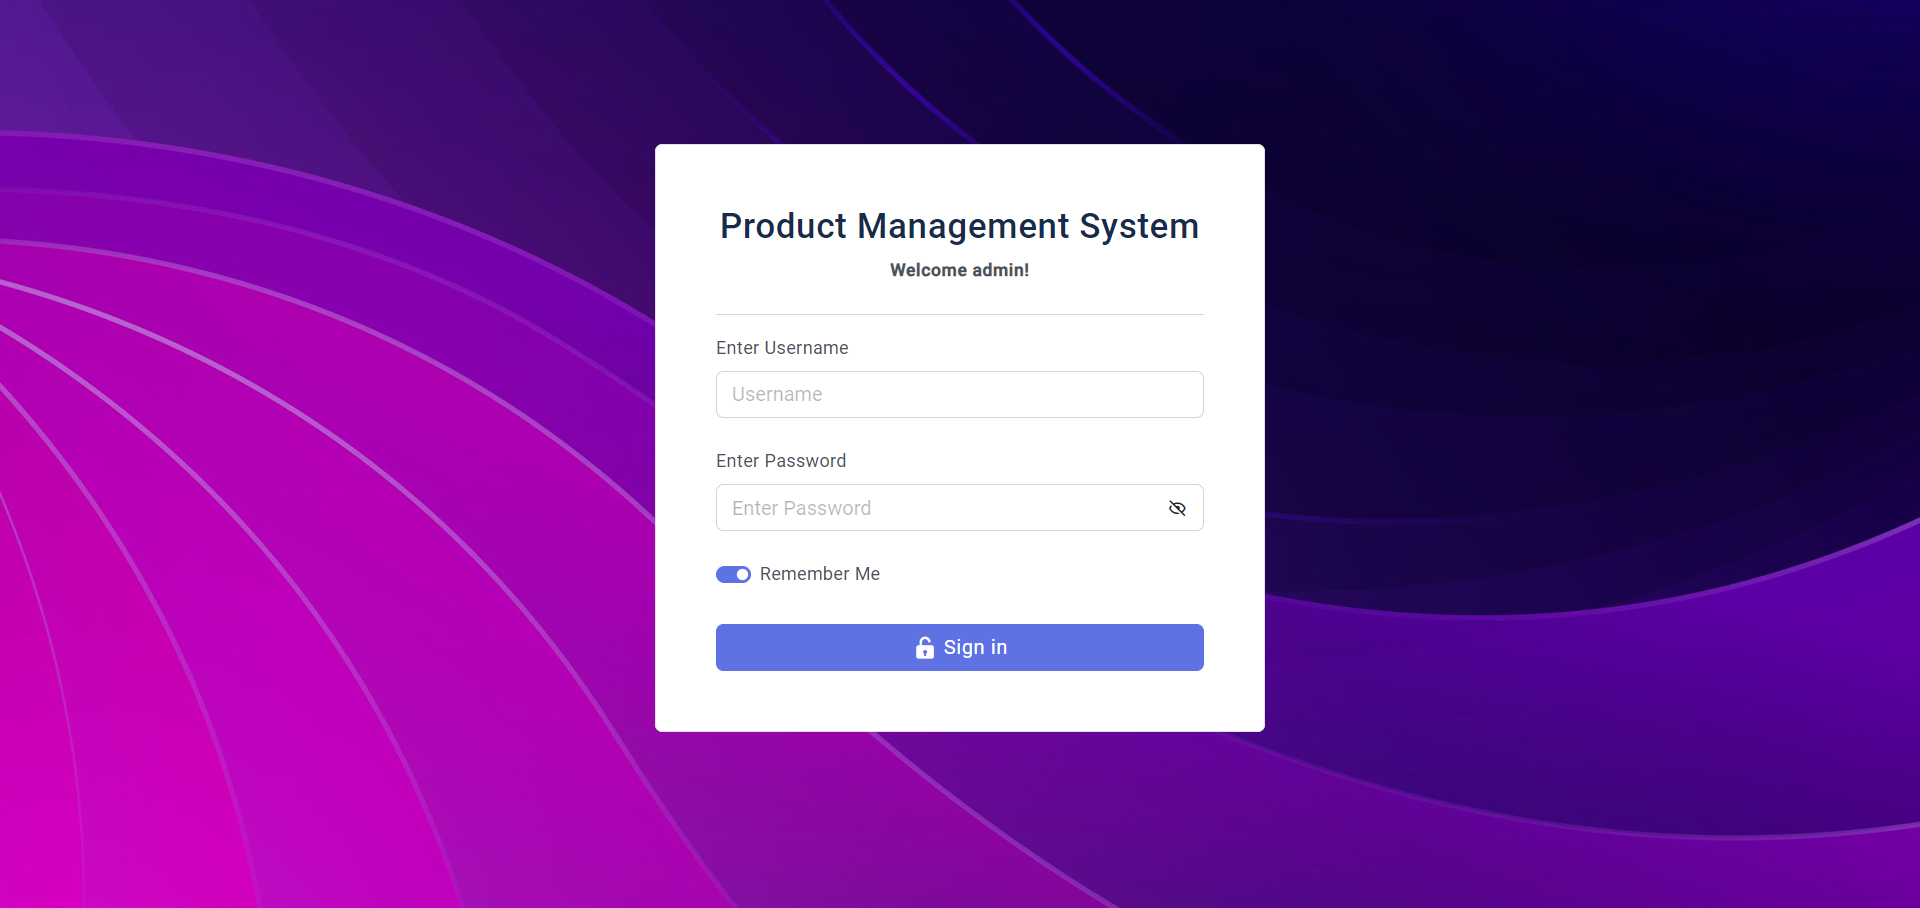 Product Management System
Welcome admin!
Enter Username
Username
Enter Password
Enter Password
Remember Me
Sign in